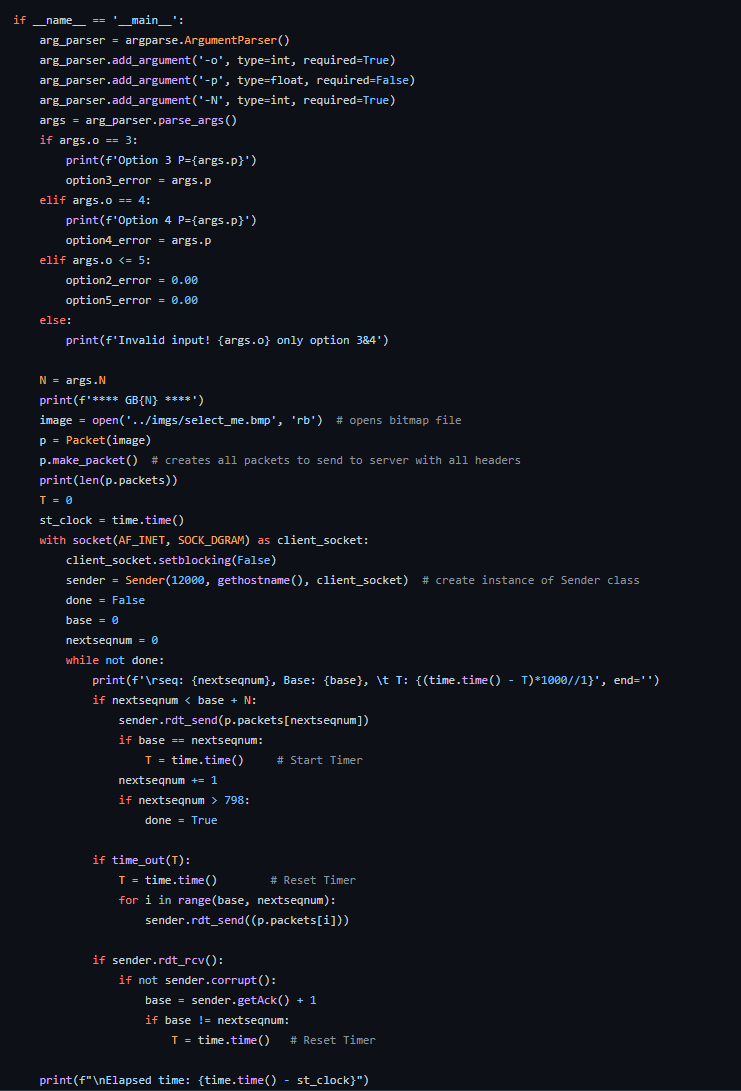 if __name__ == '__main__':
    arg_parser = argparse.ArgumentParser()
    arg_parser.add_argument('-o', type=int, required=True)
    arg_parser.add_argument('-p', type=float, required=False)
    arg_parser.add_argument('-N', type=int, required=True)
    args = arg_parser.parse_args()
    if args.o == 3:
        print(f'Option 3 P={args.p}')
        option3_error = args.p
    elif args.o == 4:
        print(f'Option 4 P={args.p}')
        option4_error = args.p
    elif args.o <= 5:
        option2_error = 0.00
        option5_error = 0.00
    else:
        print(f'Invalid input! {args.o} only option 3&4')

    N = args.N
    print(f'**** GB{N} ****')
    image = open('../imgs/select_me.bmp', 'rb')  # opens bitmap file
    p = Packet(image)
    p.make_packet()  # creates all packets to send to server with all headers
    print(len(p.packets))
    T = 0
    st_clock = time.time()
    with socket(AF_INET, SOCK_DGRAM) as client_socket:
        client_socket.setblocking(False)
        sender = Sender(12000, gethostname(), client_socket)  # create instance of Sender class
        done = False
        base = 0
        nextseqnum = 0
        while not done:
            print(f'\rseq: {nextseqnum}, Base: {base}, \t T: {(time.time() - T)*1000//1}', end='')
            if nextseqnum < base + N:
                sender.rdt_send(p.packets[nextseqnum])
                if base == nextseqnum:
                    T = time.time()     # Start Timer
                nextseqnum += 1
                if nextseqnum > 798:
                    done = True

            if time_out(T):
                T = time.time()        # Reset Timer
                for i in range(base, nextseqnum):
                    sender.rdt_send((p.packets[i]))

            if sender.rdt_rcv():
                if not sender.corrupt():
                    base = sender.getAck() + 1
                    if base != nextseqnum:
                        T = time.time()   # Reset Timer

    print(f"\nElapsed time: {time.time() - st_clock}")